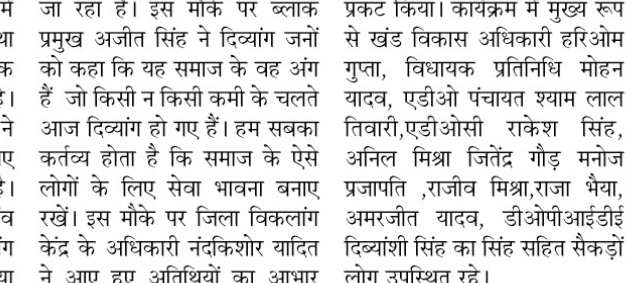 में
था
क
है।
ने
ए
है।
व
ंग
या
जा रहा है। इस मौके पर ब्लाक
प्रमुख अजीत सिंह ने दिव्यांग जनों
को कहा कि यह समाज के वह अंग
हैं जो किसी न किसी कमी के चलते
आज दिव्यांग हो गए हैं। हम सबका
कर्तव्य होता है कि समाज के ऐसे
लोगों के लिए सेवा भावना बनाए
रखें। इस मौके पर जिला विकलांग
केंद्र के अधिकारी नंदकिशोर यादित
ने आए हुए अतिथियों का आभार
प्रकट किया। कार्यक्रम में मुख्य रूप
से खंड विकास अधिकारी हरिओम
गुप्ता, विधायक प्रतिनिधि मोहन
यादव, एडीओ पंचायत श्याम लाल
तिवारी,एडीओसी राकेश सिंह,
अनिल मिश्रा जितेंद्र गौड़ मनोज
प्रजापति ,राजीव मिश्रा,राजा भैया,
अमरजीत यादव, डीओपीआईडीई
दिब्यांशी सिंह का सिंह सहित सैकड़ों
लोग उपस्थित रहे।